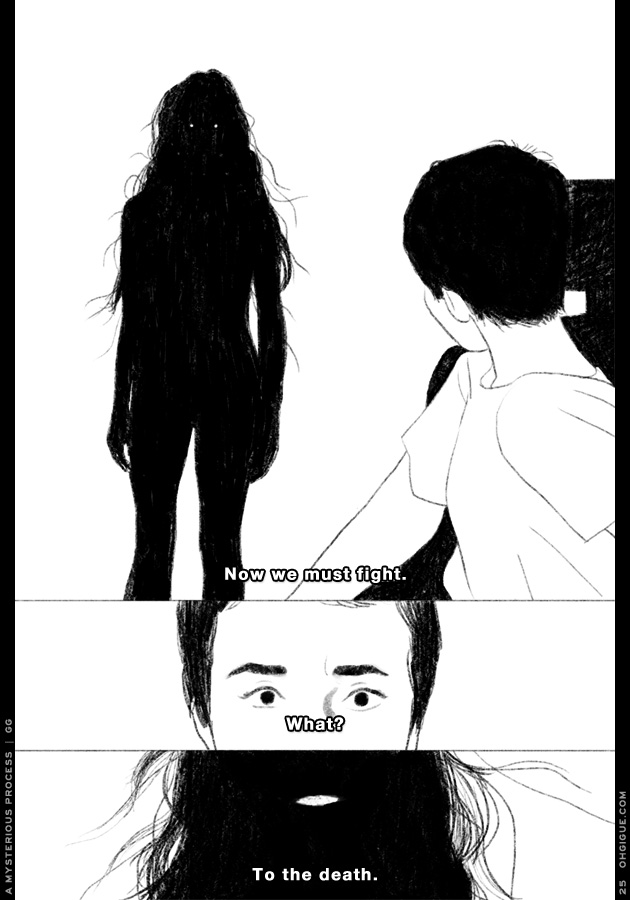 Now we must fight.
What?
To the death.
A MYSTERIOUS PROCESS | GG
25 OHGIGUE.COM